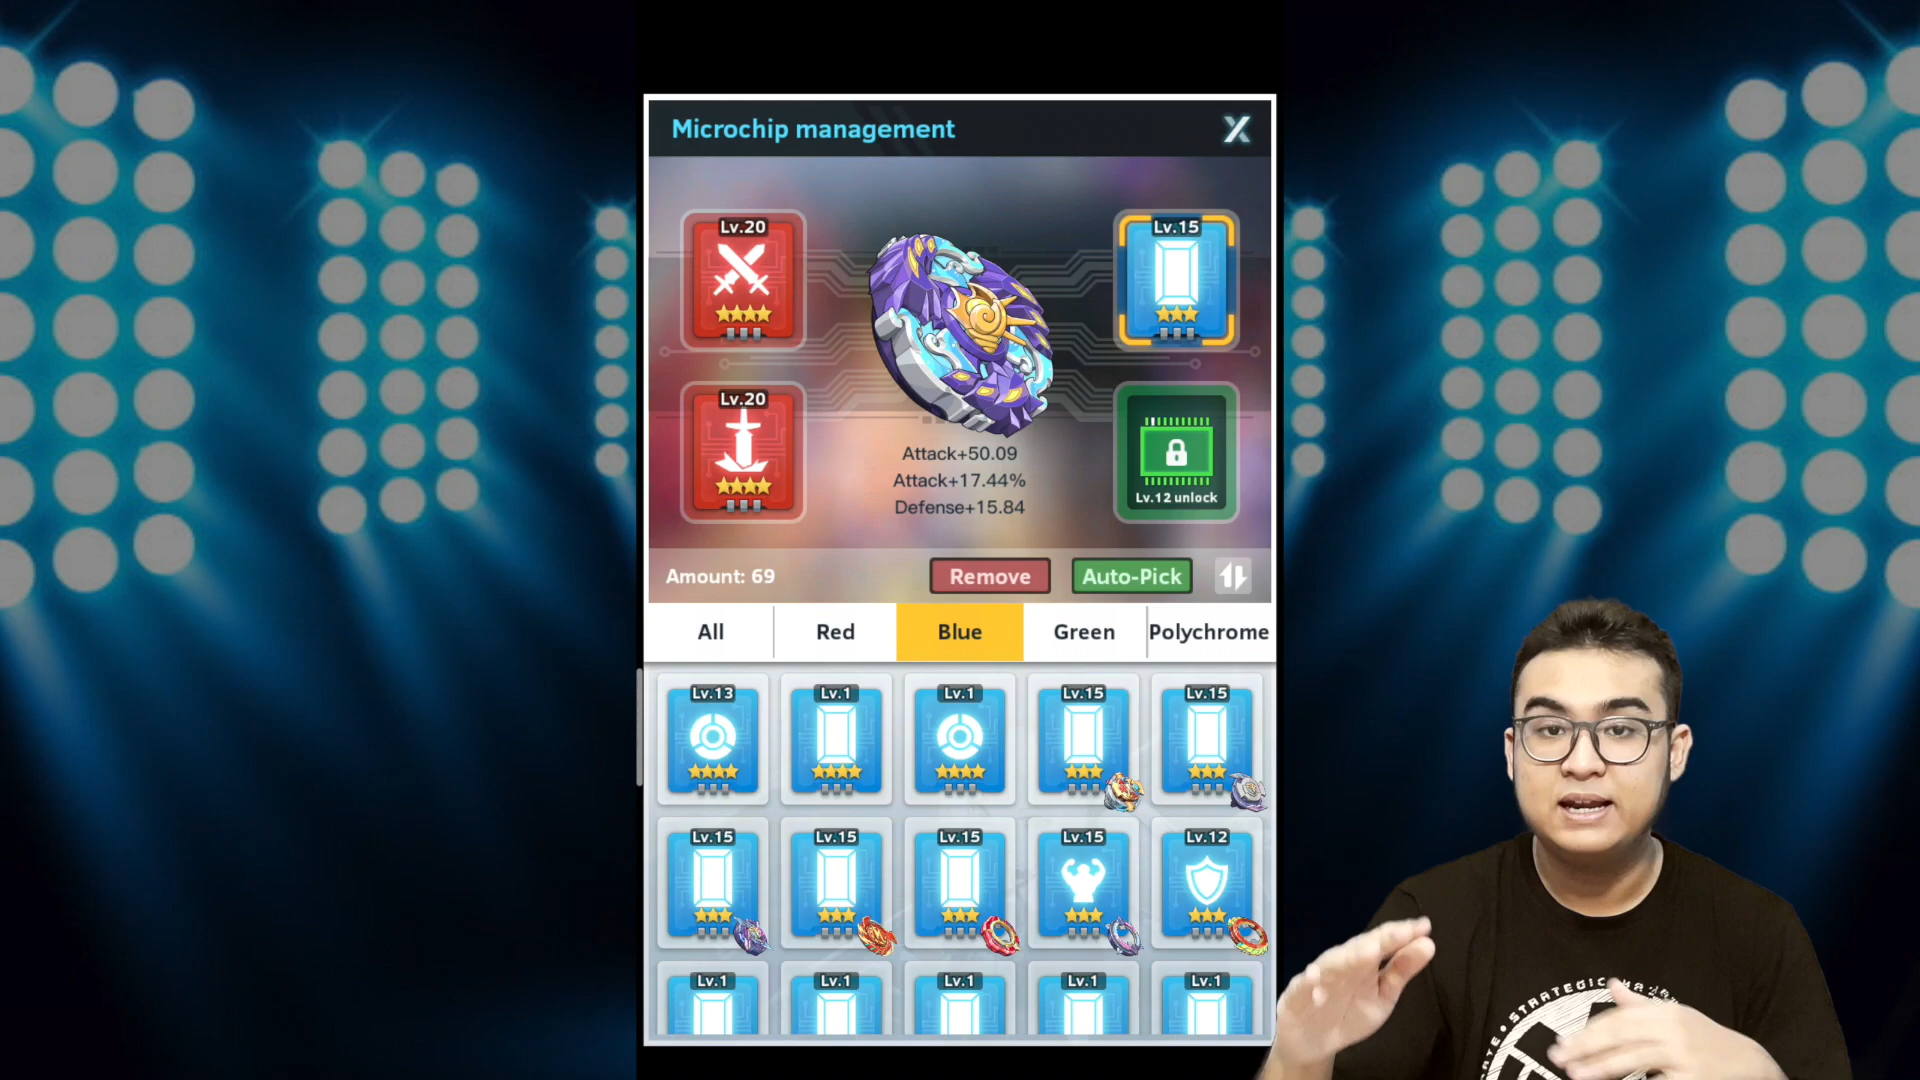 Microchip management
X
Lv.20
Lv.15
Lv.20
Lv.12 unlock
Attack+50.09
Attack+17.44%
Defense+15.84
Amount: 69
Remove
Auto-Pick
All
Red
Blue
Green
Polychrome
Lv.13
Lv.1
Lv.1
Lv.15
Lv.15
Lv.15
Lv.15
Lv.15
Lv.15
Lv.12
Lv.1
Lv.1
Lv.1
Lv.1
Lv.1
STRATEGIC